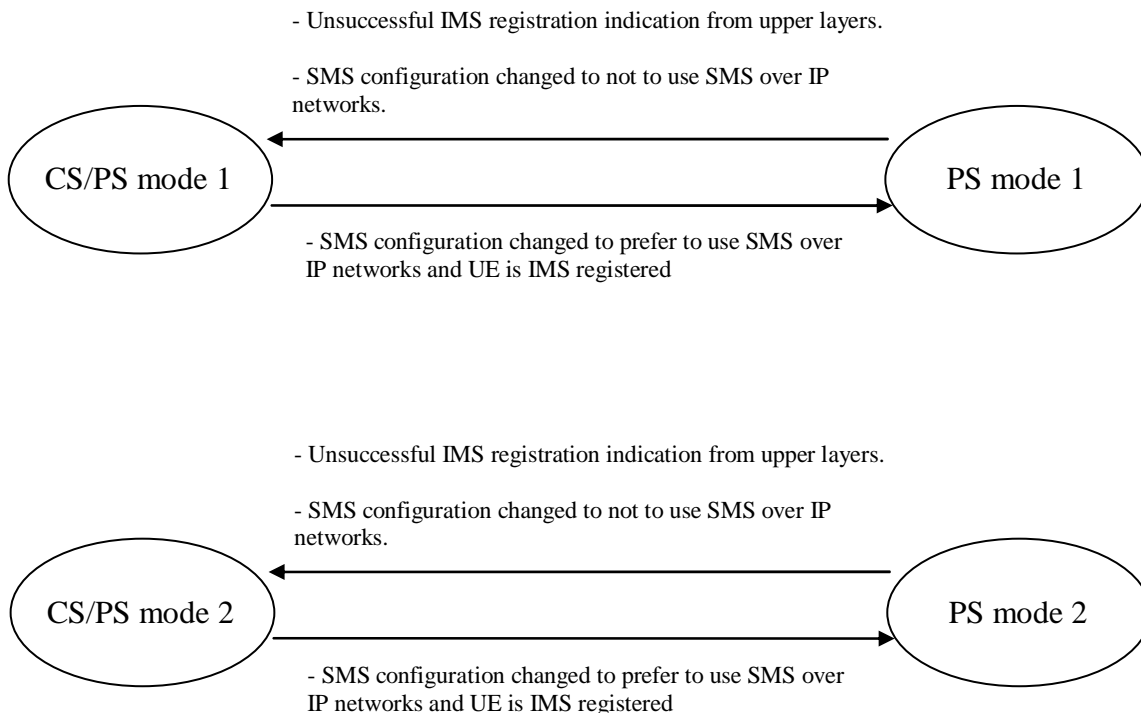 - Unsuccessful IMS registration indication from upper layers.
- SMS configuration changed to not to use SMS over IP
networks.
CS/PS mode 1
PS mode 1
- SMS configuration changed to prefer to use SMS over
IP networks and UE is IMS registered
- Unsuccessful IMS registration indication from upper layers.
- SMS configuration changed to not to use SMS over IP
networks.
CS/PS mode 2
PS mode 2
- SMS configuration changed to prefer to use SMS over
IP networks and UE is IMS registered